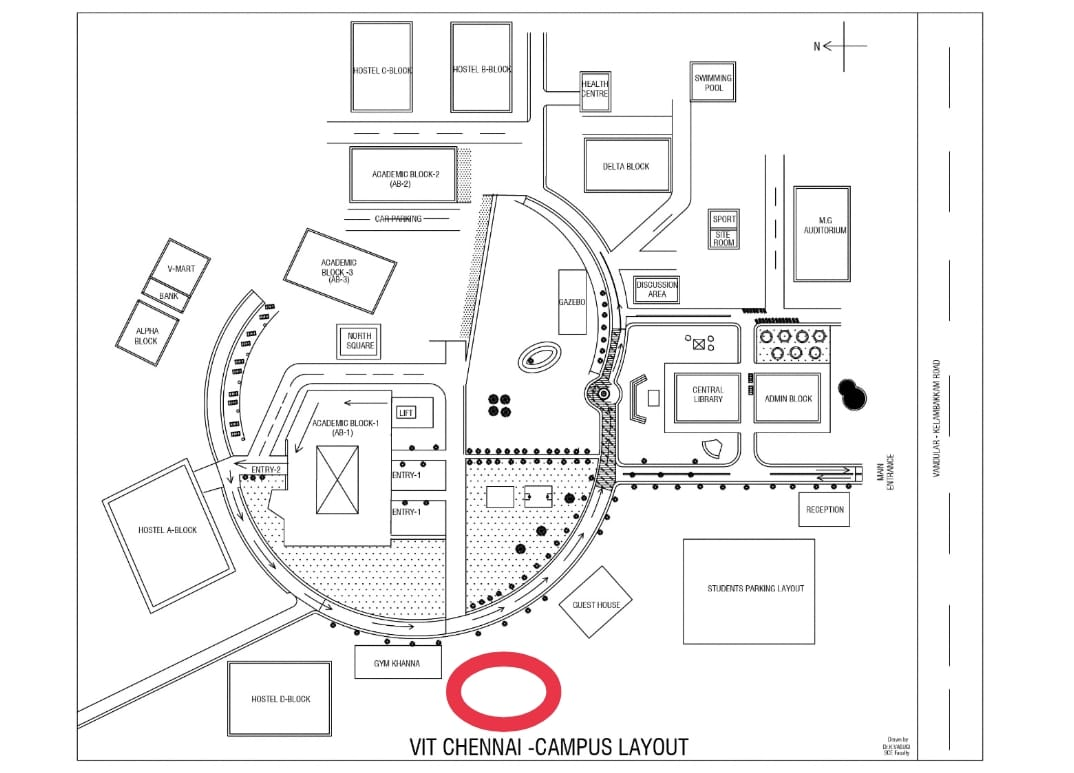 HOSTEL C-BLOCK
HOSTEL B-BLOCK
HEALTH
CENTRE
SWIMMING
POOL
N
ACADEMIC BLOCK-2
(AB-2)
DELTA BLOCK
CAR PARKING
SPORT
SITE
ROOM
M.G
AUDITORIUM
V-MART
BANK
ALPHA
BLOCK
ACADEMIC
BLOCK -3
(AB-3)
GAZEBO
DISCUSSION
AREA
NORTH
SQUARE
CENTRAL
LIBRARY
ADMIN BLOCK
LIFT
ACADEMIC BLOCK-1
(AB-1)
ENTRY-2
ENTRY-1
ENTRY-1
MAIN
ENTRANCE
VANDULAR - KELAMBAKKAM ROAD
HOSTEL A-BLOCK
RECEPTION
STUDENTS PARKING LAYOUT
GUEST HOUSE
GYM KHANNA
HOSTEL D-BLOCK
VIT CHENNAI -CAMPUS LAYOUT
Drawn by